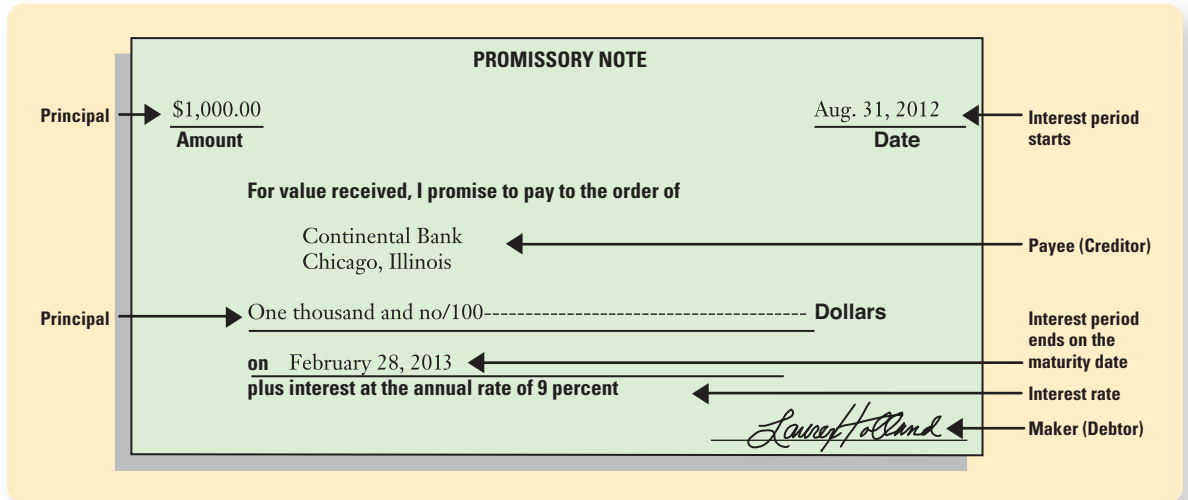 PROMISSORY NOTE
Principal
$1,000.00
Amount
Aug. 31, 2012
Date
Interest period
starts
For value received, I promise to pay to the order of
Continental Bank
Chicago, Illinois
Payee (Creditor)
Principal
One thousand and no/100------------------------------------- Dollars
Interest period
ends on the
maturity date
on February 28, 2013
plus interest at the annual rate of 9 percent
Interest rate
Lauren Holland
Maker (Debtor)